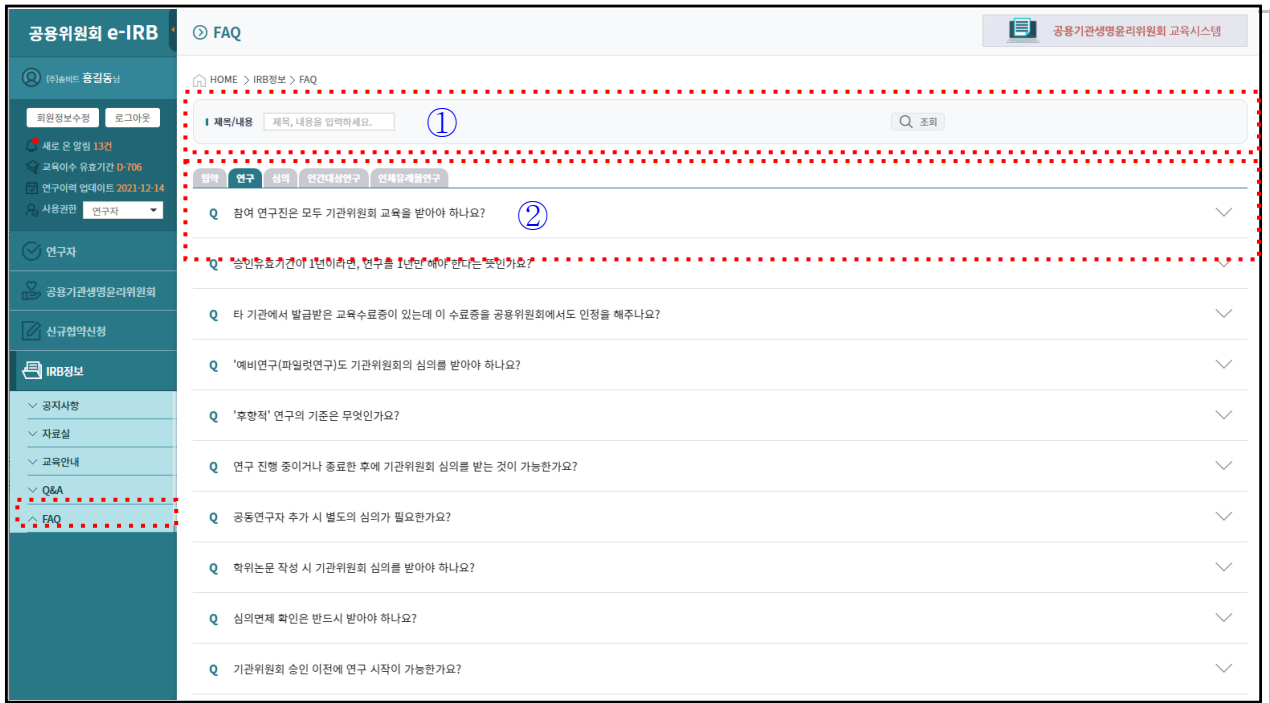 공용위원회 e-IRB
FAQ
공용기관생명윤리위원회 교육시스템
(주)솔비드 홍길동님
회원정보수정 로그아웃
새로 온 알림 13건
교육이수 유효기간 D-706
연구이력 업데이트 2021-12-14
사용권한 연구자
연구자
공용기관생명윤리위원회
신규협약신청
IRB정보
공지사항
자료실
교육안내
Q&A
FAQ
HOME > IRB정보 > FAQ
제목/내용 제목, 내용을 입력하세요. ① 조회
협약 연구 심의 인간대상연구 인체유래물연구
Q 참여 연구진은 모두 기관위원회 교육을 받아야 하나요? ②
Q 승인유효기간이 1년이라면, 연구를 1년만 해야 한다는 뜻인가요?
Q 타 기관에서 발급받은 교육수료증이 있는데 이 수료증을 공용위원회에서도 인정을 해주나요?
Q '예비연구(파일럿연구)도 기관위원회의 심의를 받아야 하나요?
Q '후향적' 연구의 기준은 무엇인가요?
Q 연구 진행 중이거나 종료한 후에 기관위원회 심의를 받는 것이 가능한가요?
Q 공동연구자 추가 시 별도의 심의가 필요한가요?
Q 학위논문 작성 시 기관위원회 심의를 받아야 하나요?
Q 심의면제 확인은 반드시 받아야 하나요?
Q 기관위원회 승인 이전에 연구 시작이 가능한가요?